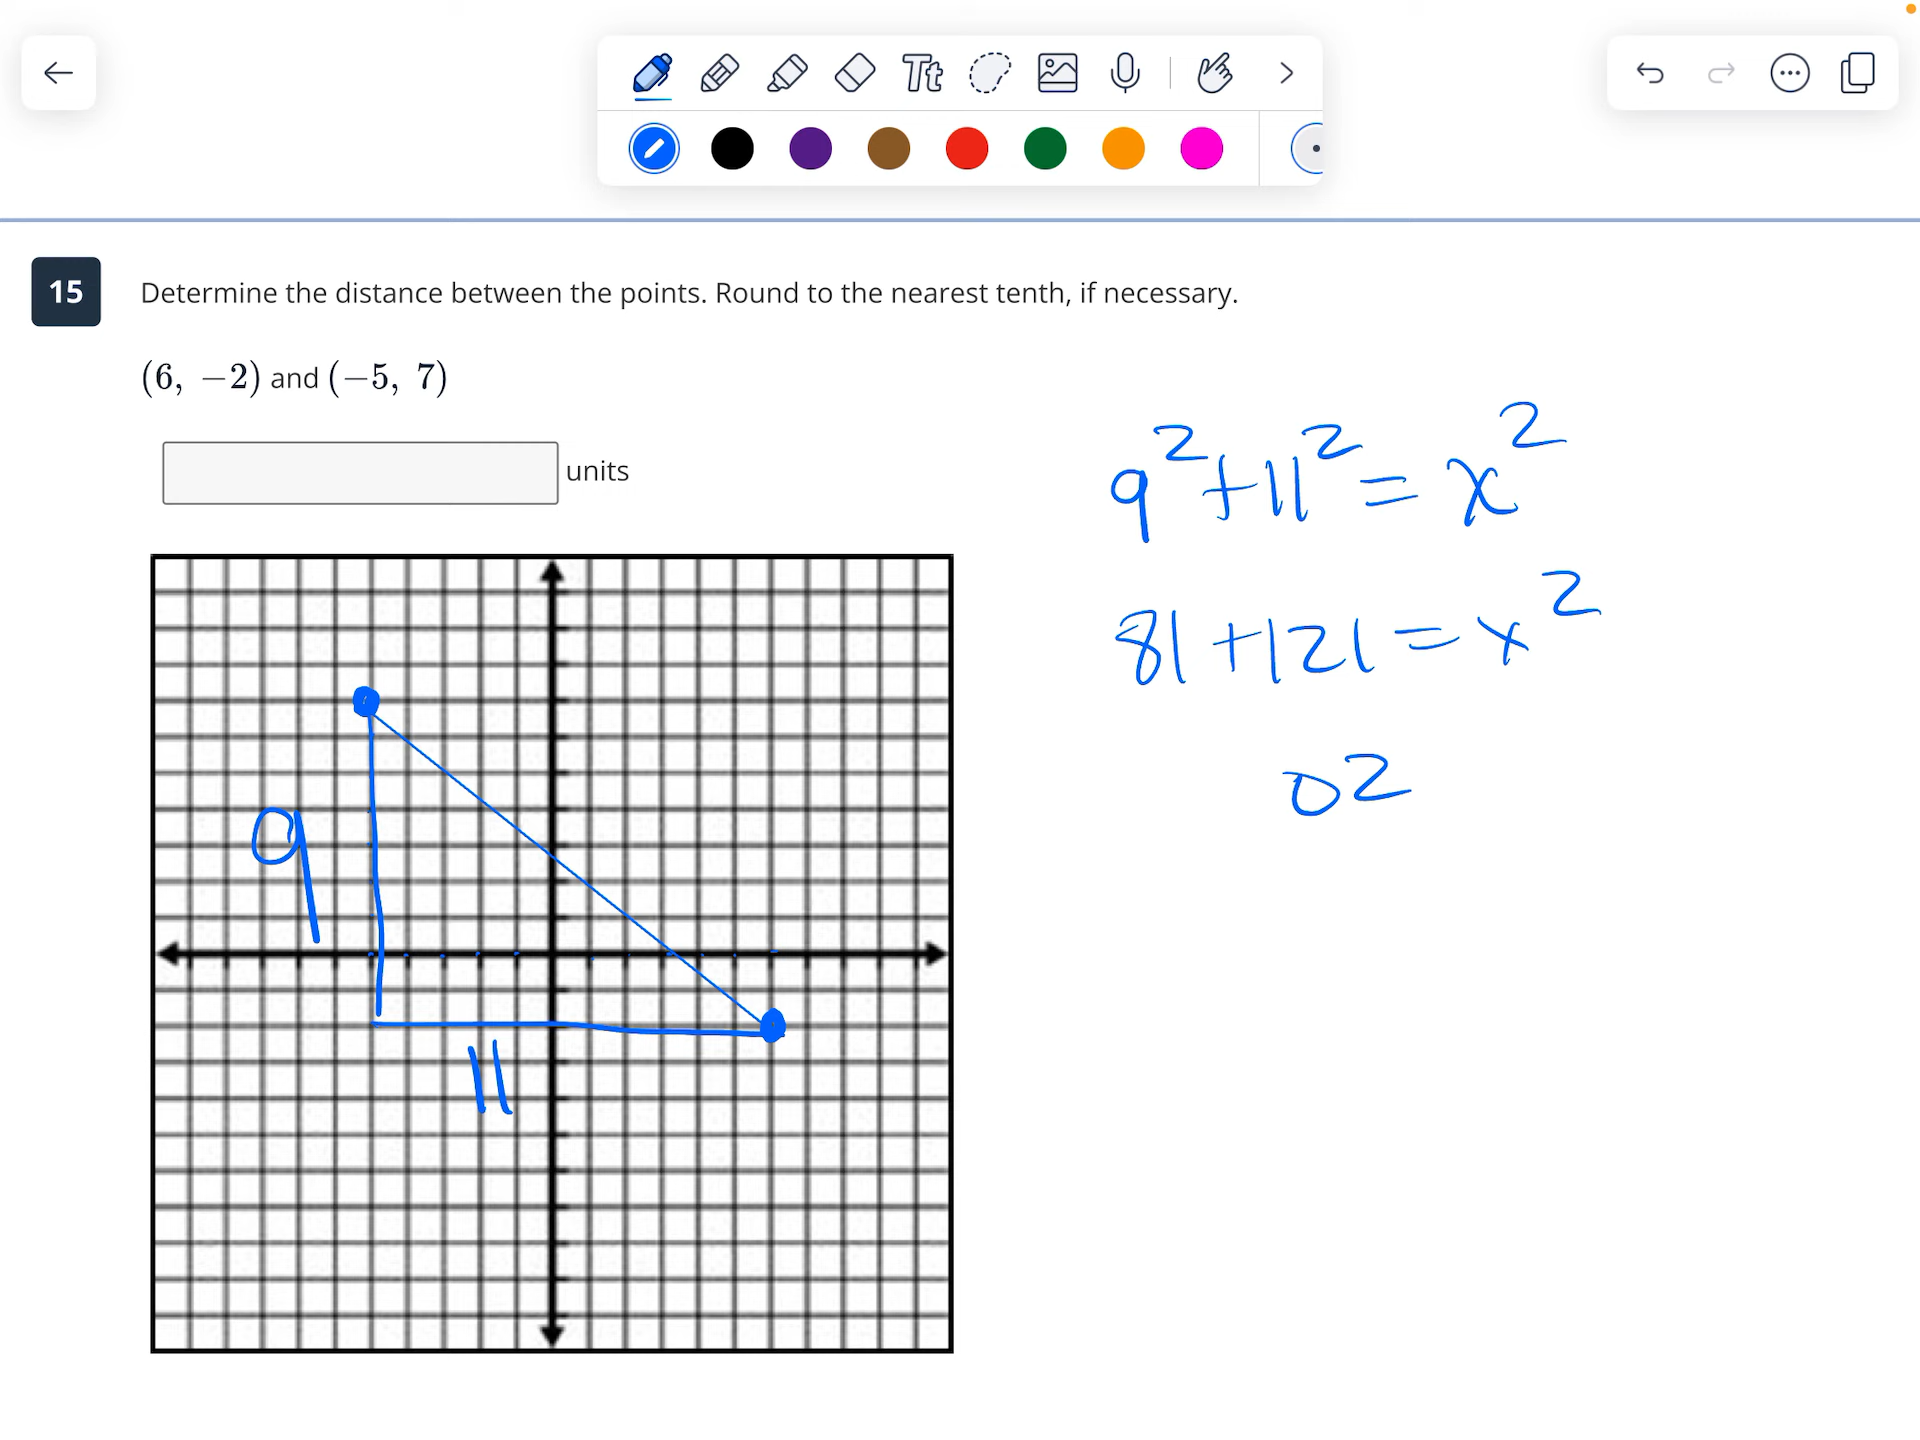 Tt
15 Determine the distance between the points. Round to the nearest tenth, if necessary.
(6, −2) and (−5, 7)
units
9² + 11² = x²
81 + 121 = x²
02
9
11